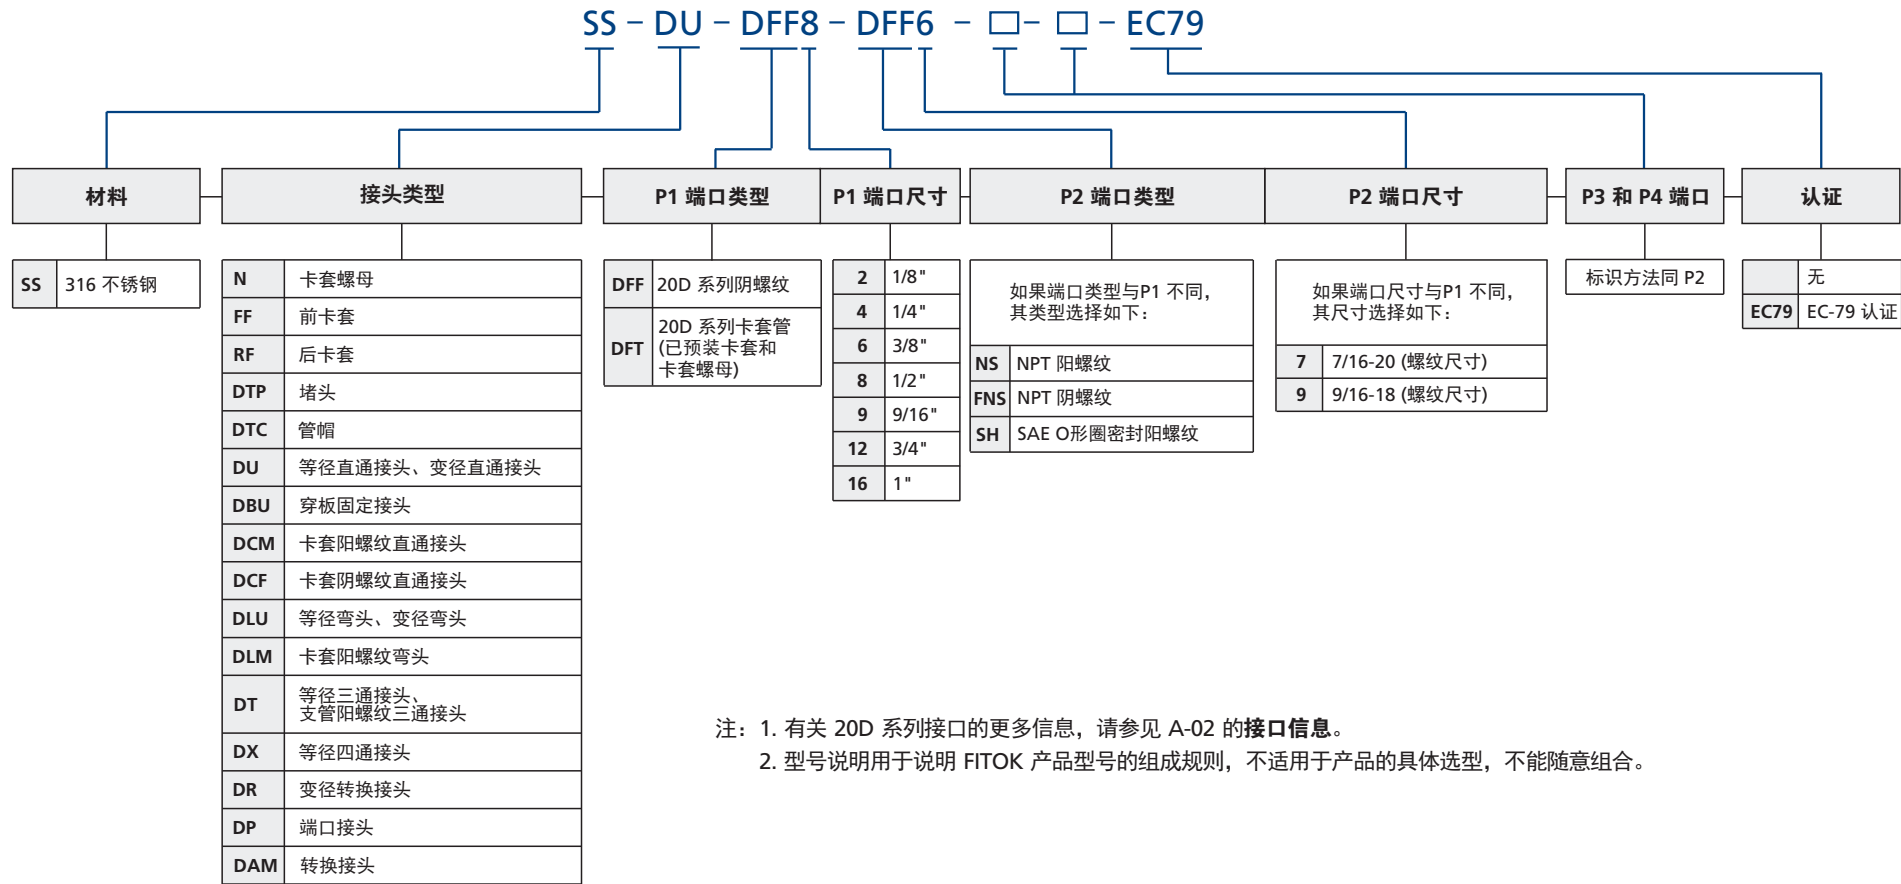 SS - DU - DFF8 - DFF6 - □ - □ - EC79
材料
接头类型
P1 端口类型
P1 端口尺寸
P2 端口类型
P2 端口尺寸
P3 和 P4 端口
认证
SS 316 不锈钢
N 卡套螺母
FF 前卡套
RF 后卡套
DTP 堵头
DTC 管帽
DU 等径直通接头、变径直通接头
DBU 穿板固定接头
DCM 卡套阳螺纹直通接头
DCF 卡套阴螺纹直通接头
DLU 等径弯头、变径弯头
DLM 卡套阳螺纹弯头
DT 等径三通接头、
支管阳螺纹三通接头
DX 等径四通接头
DR 变径转换接头
DP 端口接头
DAM 转换接头
DFF 20D 系列阴螺纹
DFT 20D 系列卡套管
(已预装卡套和
卡套螺母)
2 1/8"
4 1/4"
6 3/8"
8 1/2"
9 9/16"
12 3/4"
16 1"
如果端口类型与P1 不同，
其类型选择如下：
NS NPT 阳螺纹
FNS NPT 阴螺纹
SH SAE O形圈密封阳螺纹
如果端口尺寸与P1 不同，
其尺寸选择如下：
7 7/16-20 (螺纹尺寸)
9 9/16-18 (螺纹尺寸)
标识方法同 P2
无
EC79 EC-79 认证
注：1. 有关 20D 系列接口的更多信息，请参见 A-02 的接口信息。
2. 型号说明用于说明 FITOK 产品型号的组成规则，不适用于产品的具体选型，不能随意组合。